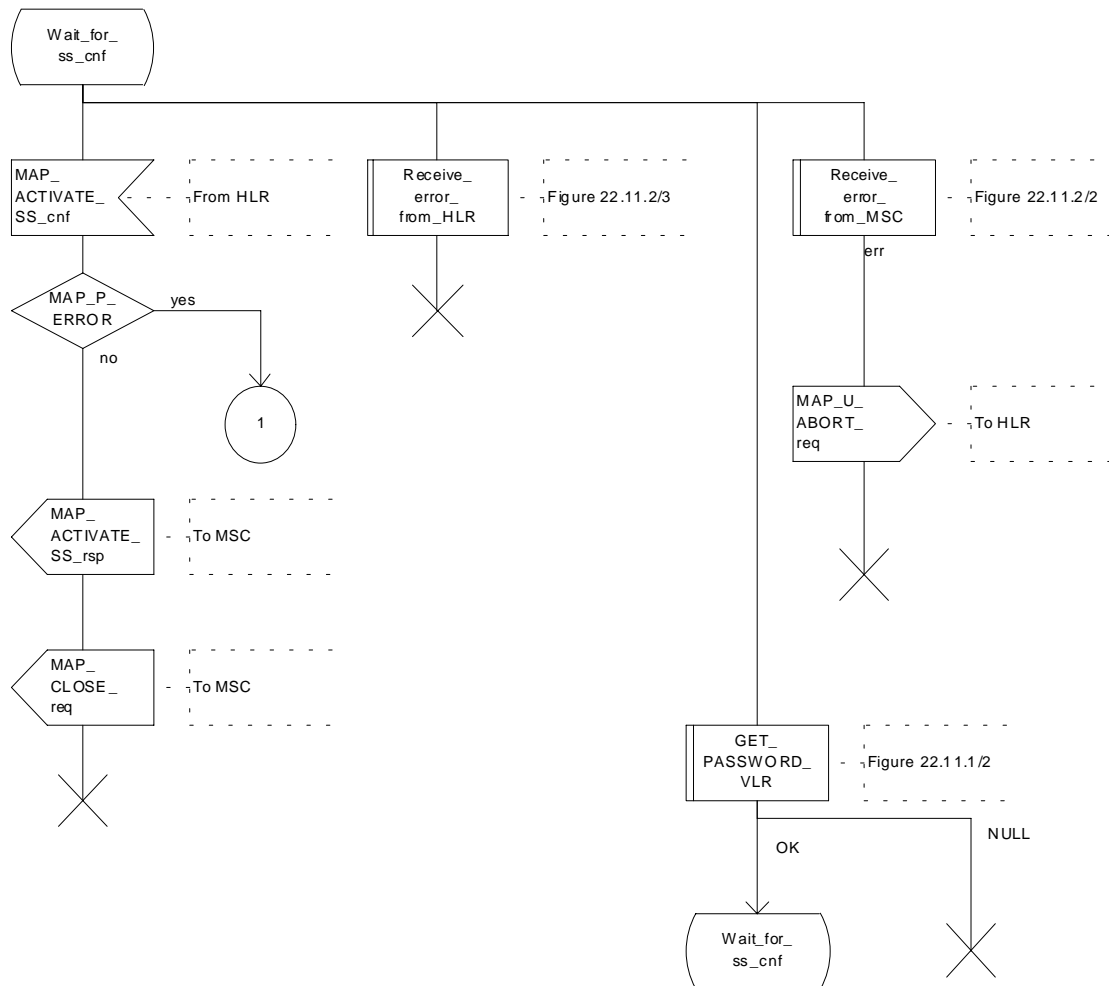 Wait_for_
ss_cnf
MAP_
ACTIVATE_
SS_cnf
From HLR
Receive_
error_
from_HLR
Figure 22.11.2/3
Receive_
error_
from_MSC
Figure 22.11.2/2
err
MAP_P_
ERROR
yes
no
1
MAP_U_
ABORT_
req
To HLR
MAP_
ACTIVATE_
SS_rsp
To MSC
MAP_
CLOSE_
req
To MSC
GET_
PASSWORD_
VLR
Figure 22.11.1/2
OK
NULL
Wait_for_
ss_cnf